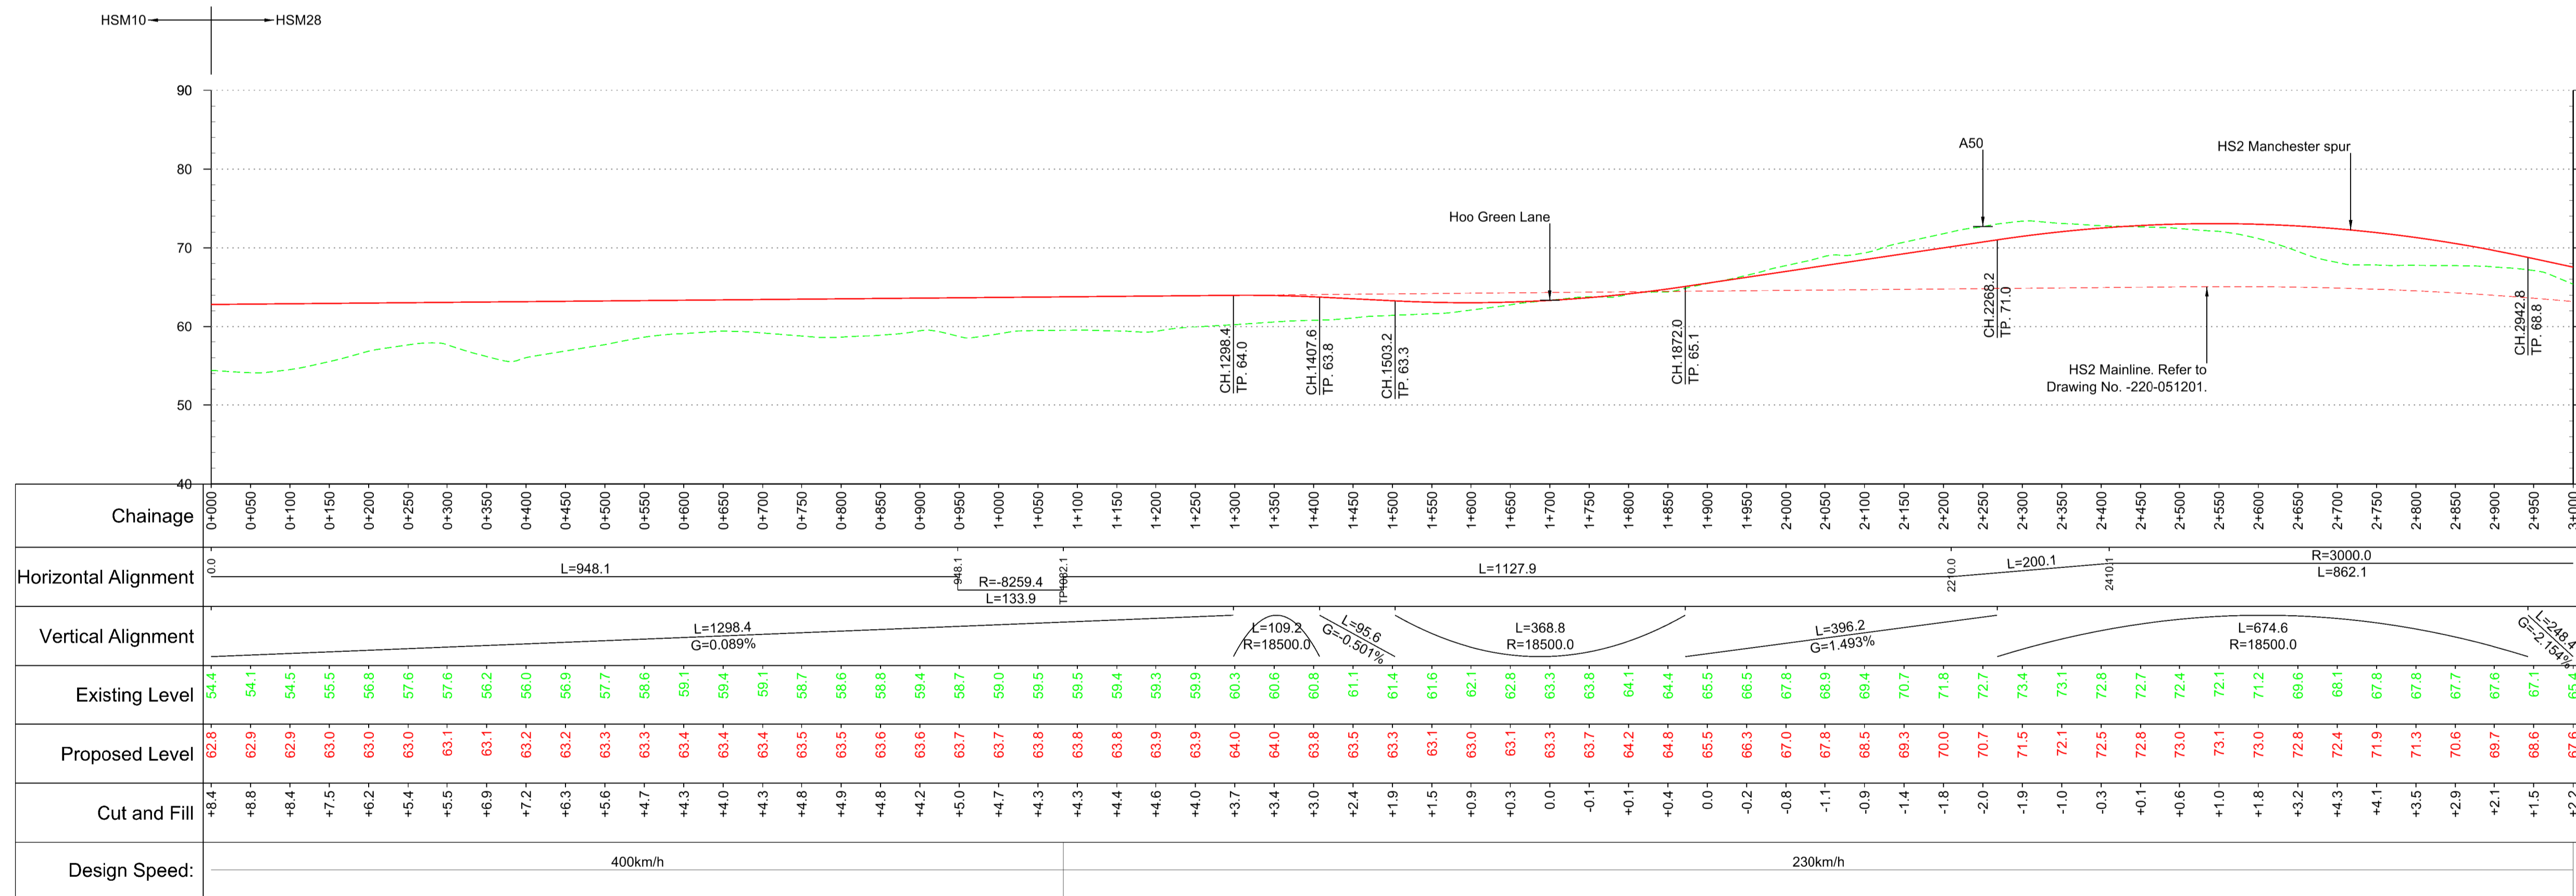 HSM10 HSM28
90
80
70
60
50
40
A50
HS2 Manchester spur
Hoo Green Lane
CH.1298.4
TP. 64.0
CH.1407.6
TP. 63.8
CH.1503.2
TP. 63.3
CH.1872.0
TP. 65.1
CH.2268.2
TP. 71.0
CH.2942.8
TP. 68.8
HS2 Mainline. Refer to
Drawing No. -220-051201.
Chainage 0+000 0+050 0+100 0+150 0+200 0+250 0+300 0+350 0+400 0+450 0+500 0+550 0+600 0+650 0+700 0+750 0+800 0+850 0+900 0+950 1+000 1+050 1+100 1+150 1+200 1+250 1+300 1+350 1+400 1+450 1+500 1+550 1+600 1+650 1+700 1+750 1+800 1+850 1+900 1+950 2+000 2+050 2+100 2+150 2+200 2+250 2+300 2+350 2+400 2+450 2+500 2+550 2+600 2+650 2+700 2+750 2+800 2+850 2+900 2+950 3+000
Horizontal Alignment
0.0 L=948.1 948.1 R=-8259.4 TP1082.1 L=1127.9 2210.0 L=200.1 2410.1 R=3000.0
L=133.9 L=862.1
Vertical Alignment
L=1298.4 L=109.2 L=95.6 L=368.8 L=396.2 L=674.6 L=248.4
G=0.089% R=18500.0 G=-0.501% R=18500.0 G=1.493% R=18500.0 G=-2.154%
Existing Level 54.4 54.1 54.5 55.5 56.8 57.6 57.6 56.2 56.0 56.9 57.7 58.6 59.1 59.4 59.1 58.7 58.6 58.8 59.4 58.7 59.0 59.5 59.5 59.4 59.3 59.9 60.3 60.6 60.8 61.1 61.4 61.6 62.1 62.8 63.3 63.8 64.1 64.4 65.5 66.5 67.8 68.9 69.4 70.7 71.8 72.7 73.4 73.1 72.8 72.7 72.4 72.1 71.2 69.6 68.1 67.8 67.8 67.7 67.6 67.1 65.4
Proposed Level 62.8 62.9 62.9 63.0 63.0 63.0 63.1 63.1 63.2 63.2 63.3 63.3 63.4 63.4 63.4 63.5 63.5 63.6 63.6 63.7 63.7 63.8 63.8 63.8 63.9 63.9 64.0 64.0 63.8 63.5 63.3 63.1 63.0 63.1 63.3 63.7 64.2 64.8 65.5 66.3 67.0 67.8 68.5 69.3 70.0 70.7 71.5 72.1 72.5 72.8 73.0 73.1 73.0 72.8 72.4 71.9 71.3 70.6 69.7 68.6 67.6
Cut and Fill +8.4 +8.8 +8.4 +7.5 +6.2 +5.4 +5.5 +6.9 +7.2 +6.3 +5.6 +4.7 +4.3 +4.0 +4.3 +4.8 +4.9 +4.8 +4.2 +5.0 +4.7 +4.3 +4.3 +4.4 +4.6 +4.0 +3.7 +3.4 +3.0 +2.4 +1.9 +1.5 +0.9 +0.3 0.0 -0.1 +0.1 +0.4 0.0 -0.2 -0.8 -1.1 -0.9 -1.4 -1.8 -2.0 -1.9 -1.0 -0.3 +0.1 +0.6 +1.0 +1.8 +3.2 +4.3 +4.1 +3.5 +2.9 +2.1 +1.5 +2.2
Design Speed: 400km/h 230km/h